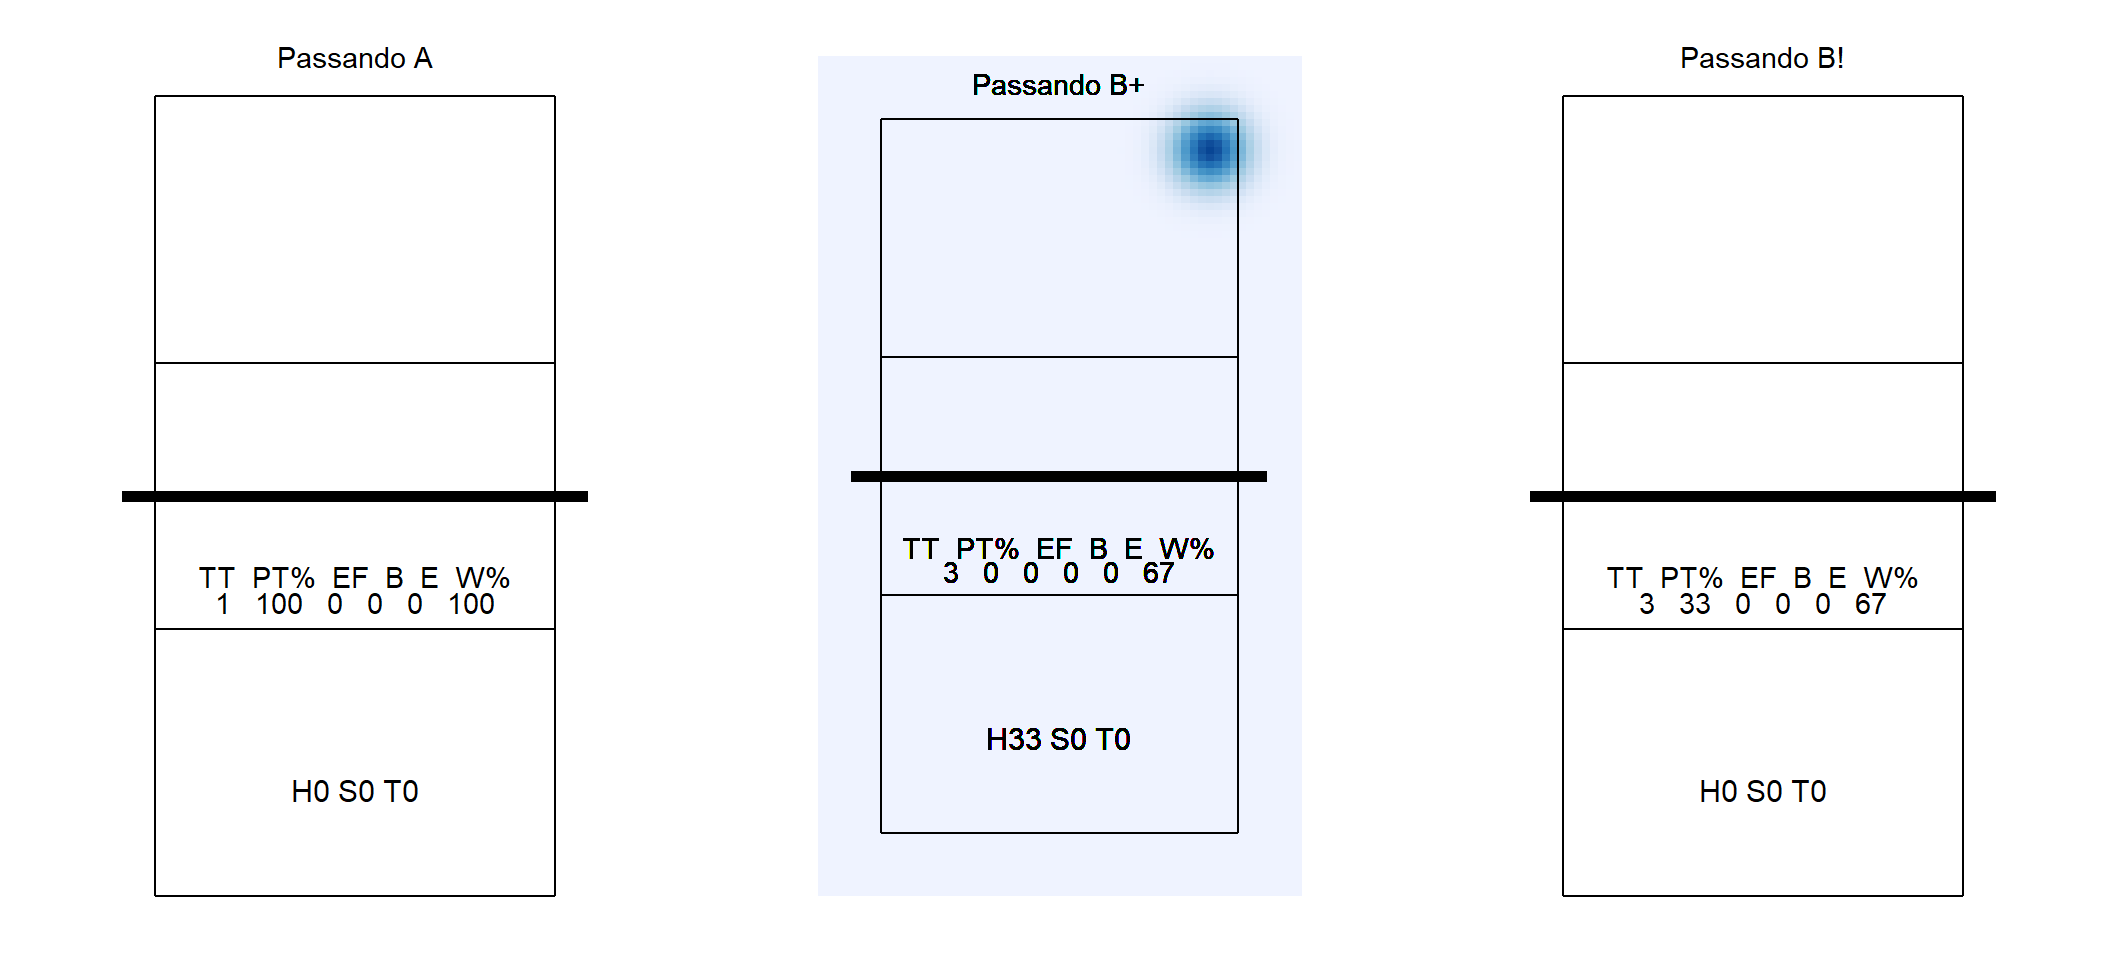 Passando A
TT PT% EF B E W%
1 100 0 0 0 100
H0 S0 T0
Passando B+
TT PT% EF B E W%
3 0 0 0 0 67
H33 S0 T0
Passando B!
TT PT% EF B E W%
3 33 0 0 0 67
H0 S0 T0